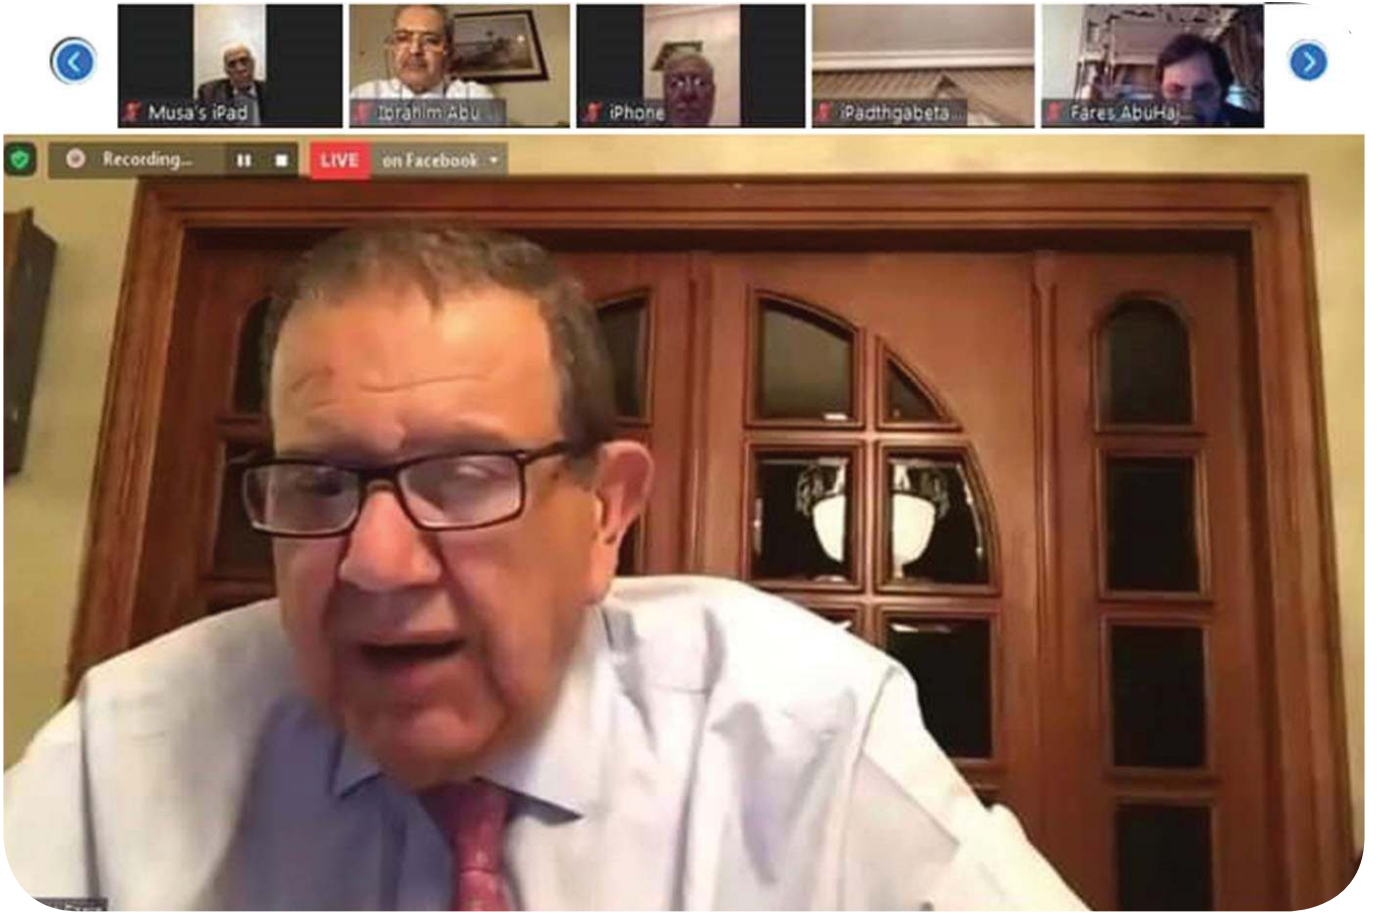 Musa's iPad
Ibrahim Abu
iPhone
iPadthgabeta...
Fares AbuHaj...
Recording...
LIVE on Facebook